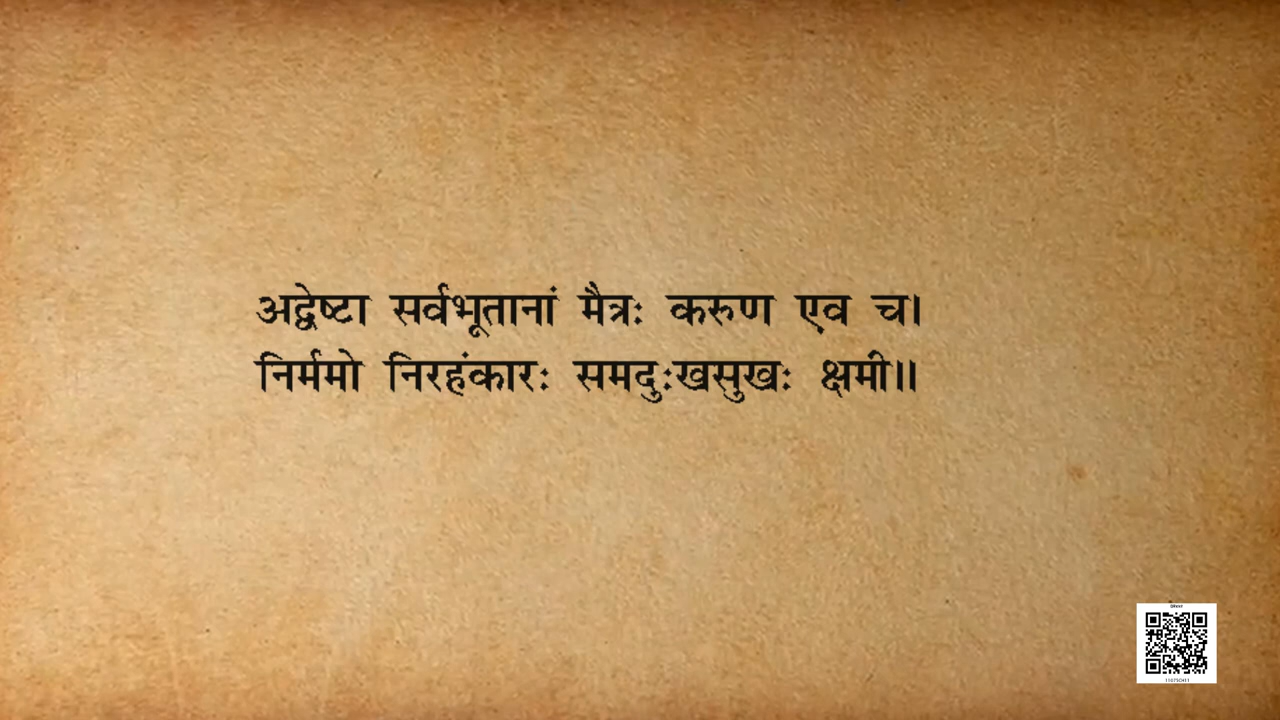 अद्वेष्टा सर्वभूतानां मैत्रः करुण एव च।
निर्ममो निरहंकारः समदुःखसुखः क्षमी॥